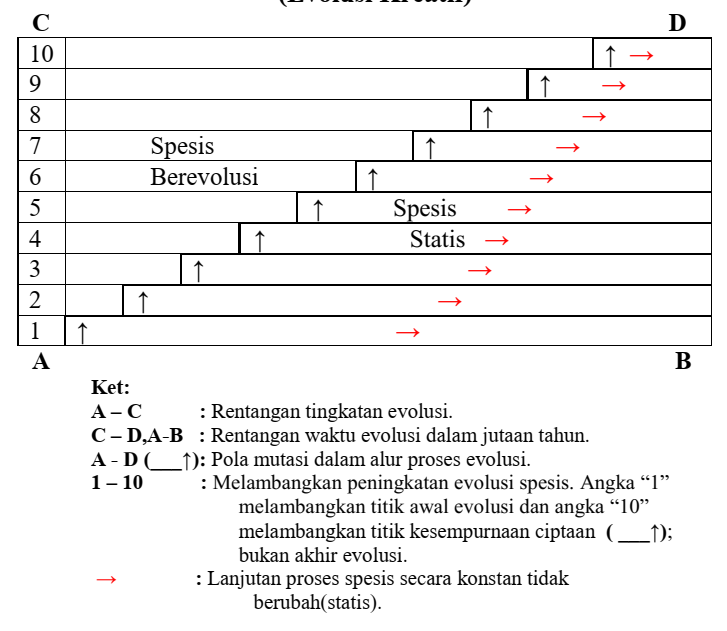 (Evolusi Kreatif)
C D
10 ↑ →
9 ↑ →
8 ↑ →
7 Spesis ↑ →
6 Berevolusi ↑ →
5 ↑ Spesis →
4 ↑ Statis →
3 ↑ →
2 ↑ →
1 ↑ →
A B
Ket:
A – C : Rentangan tingkatan evolusi.
C – D,A-B : Rentangan waktu evolusi dalam jutaan tahun.
A - D (___↑): Pola mutasi dalam alur proses evolusi.
1 – 10 : Melambangkan peningkatan evolusi spesis. Angka “1”
melambangkan titik awal evolusi dan angka “10”
melambangkan titik kesempurnaan ciptaan ( ___↑);
bukan akhir evolusi.
→ : Lanjutan proses spesis secara konstan tidak
berubah(statis).